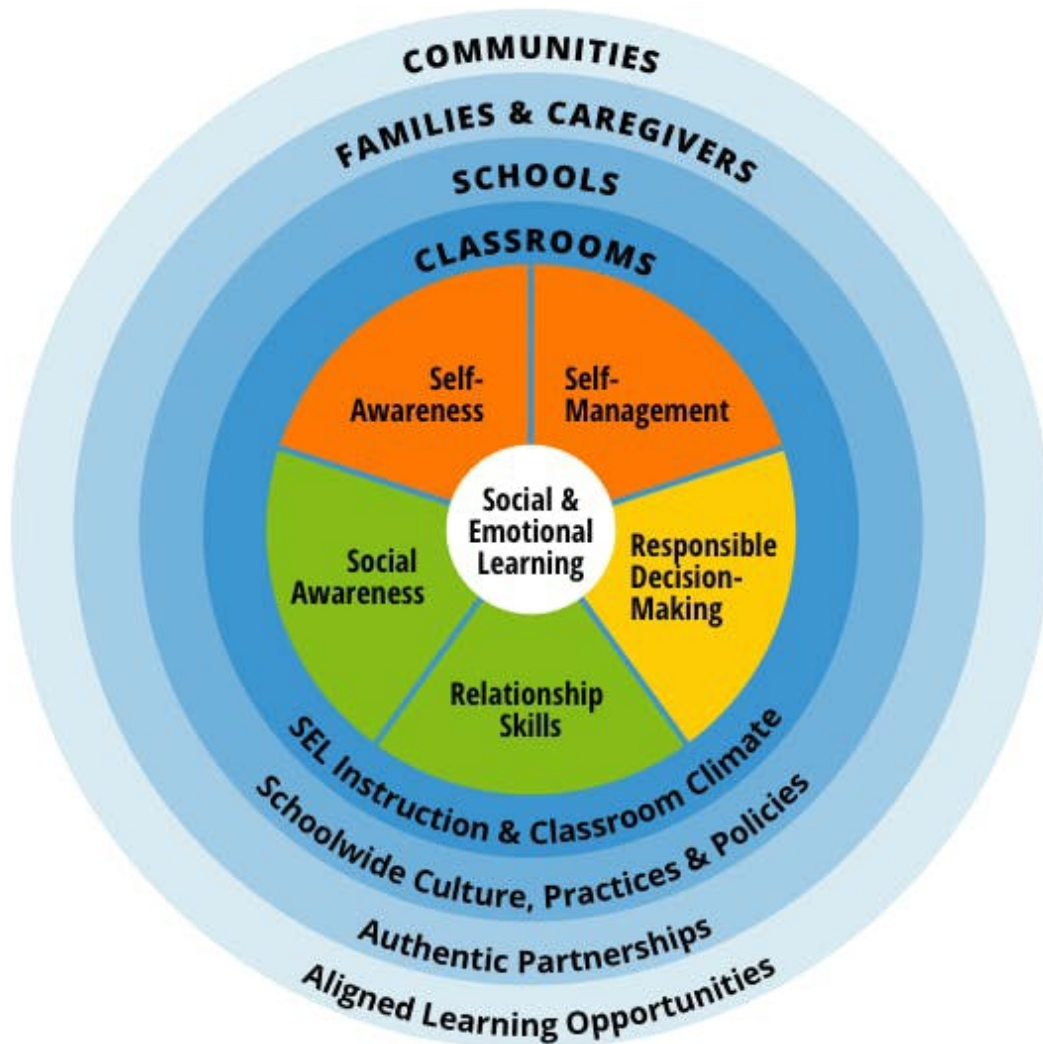 COMMUNITIES
FAMILIES & CAREGIVERS
SCHOOLS
CLASSROOMS
Self-
Awareness
Self-
Management
Social &
Emotional
Learning
Social
Awareness
Responsible
Decision-
Making
Relationship
Skills
SEL Instruction & Classroom Climate
Schoolwide Culture, Practices & Policies
Authentic Partnerships
Aligned Learning Opportunities